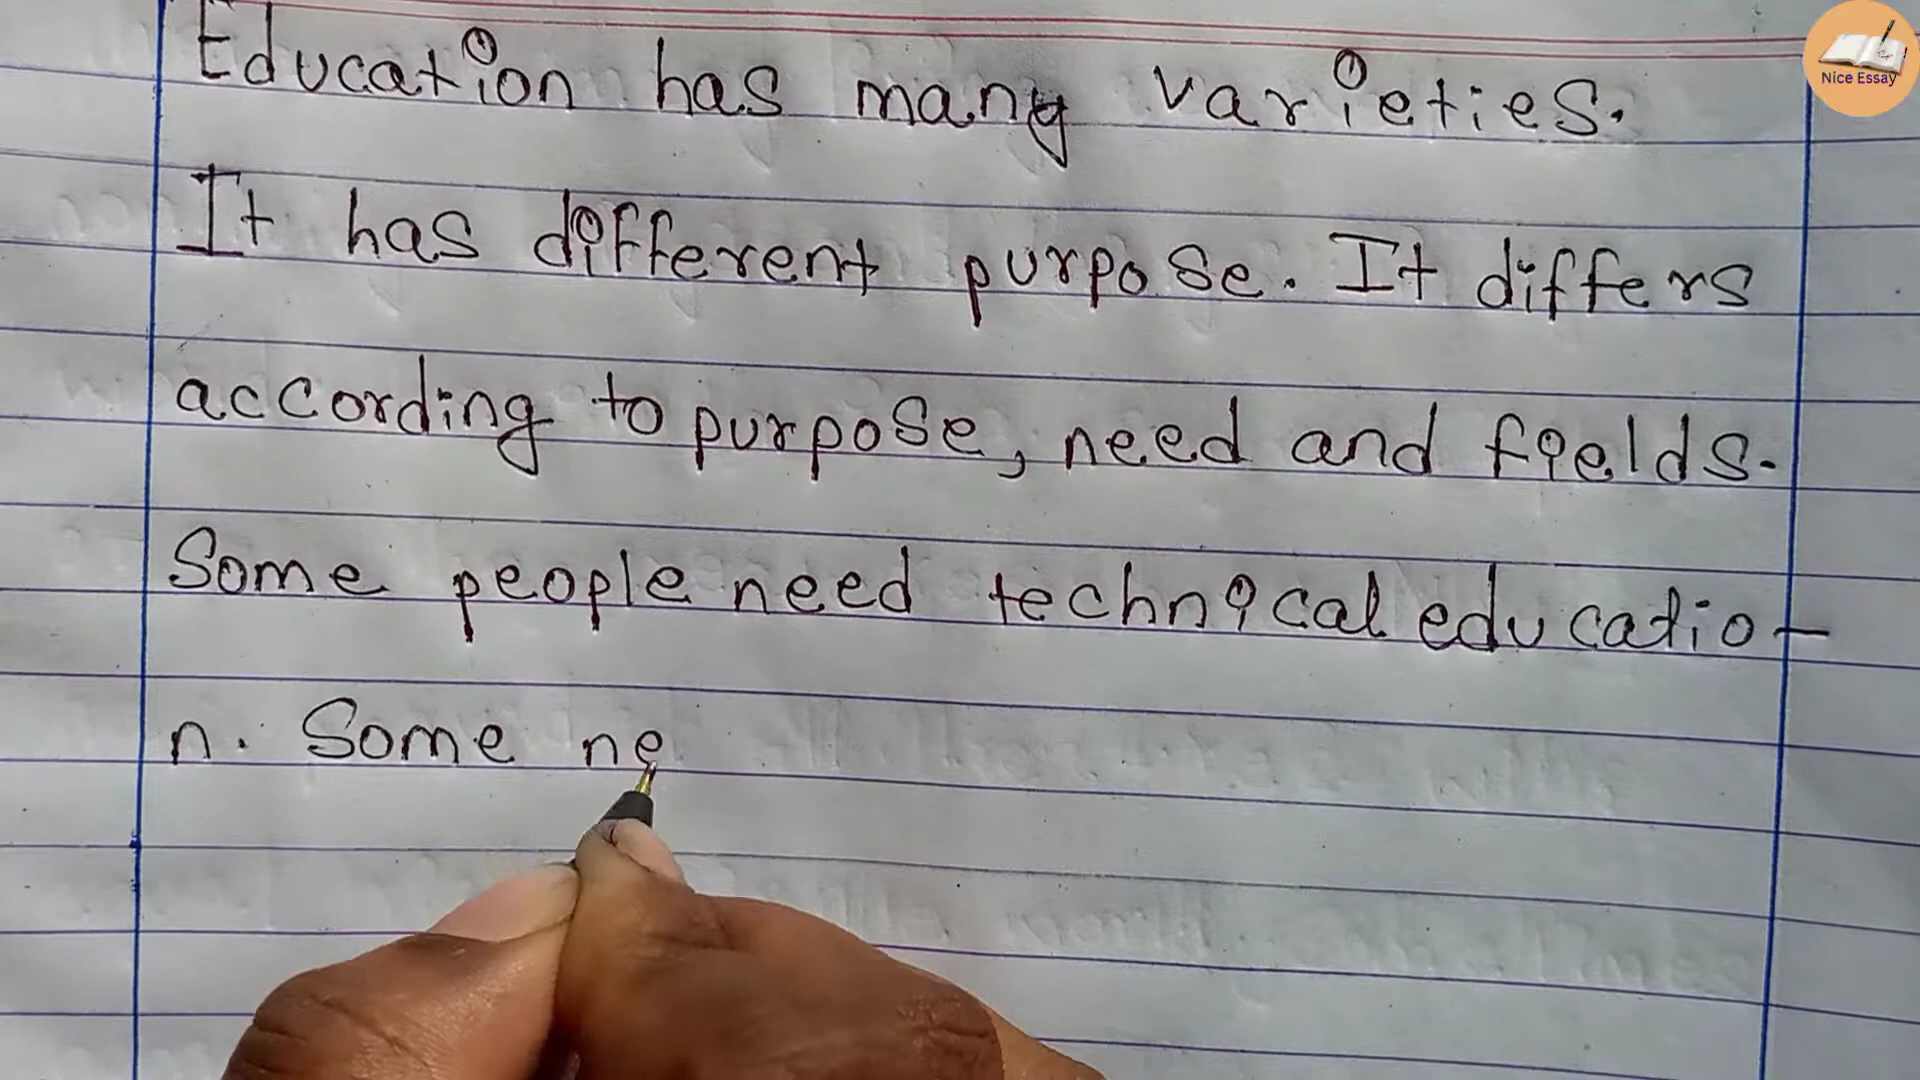 Education has many varieties.
It has different purpose. It differs
according to purpose, need and fields.
Some people need technical educatio-
n. Some ne
Nice Essay